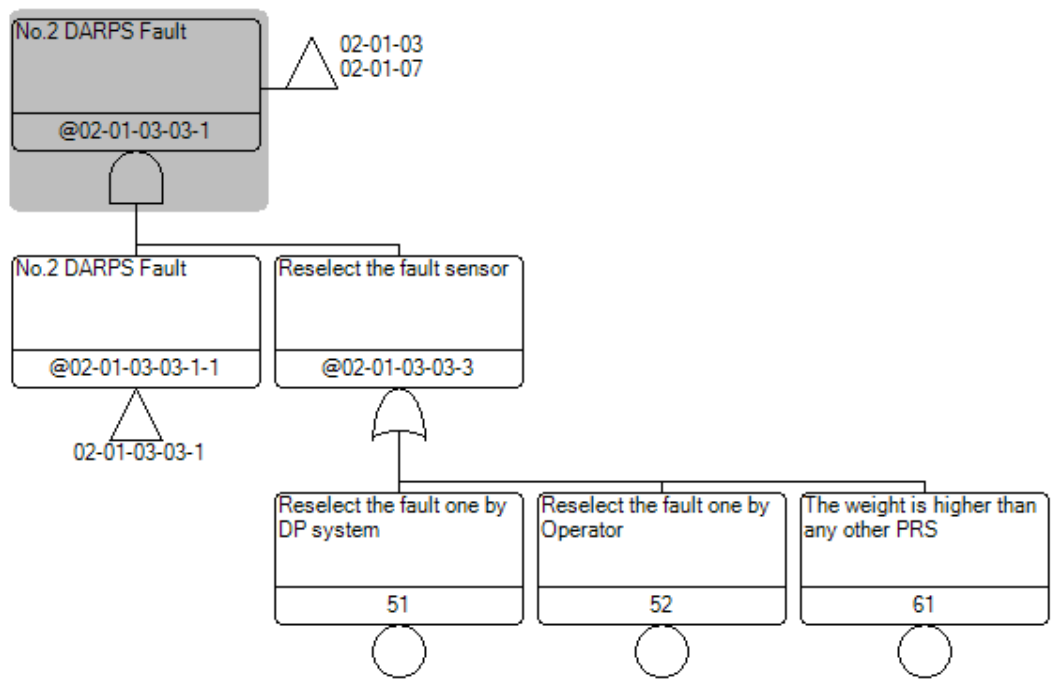 No.2 DARPS Fault
@02-01-03-03-1
02-01-03
02-01-07
No.2 DARPS Fault
@02-01-03-03-1-1
02-01-03-03-1
Reselect the fault sensor
@02-01-03-03-3
Reselect the fault one by
DP system
51
Reselect the fault one by
Operator
52
The weight is higher than
any other PRS
61